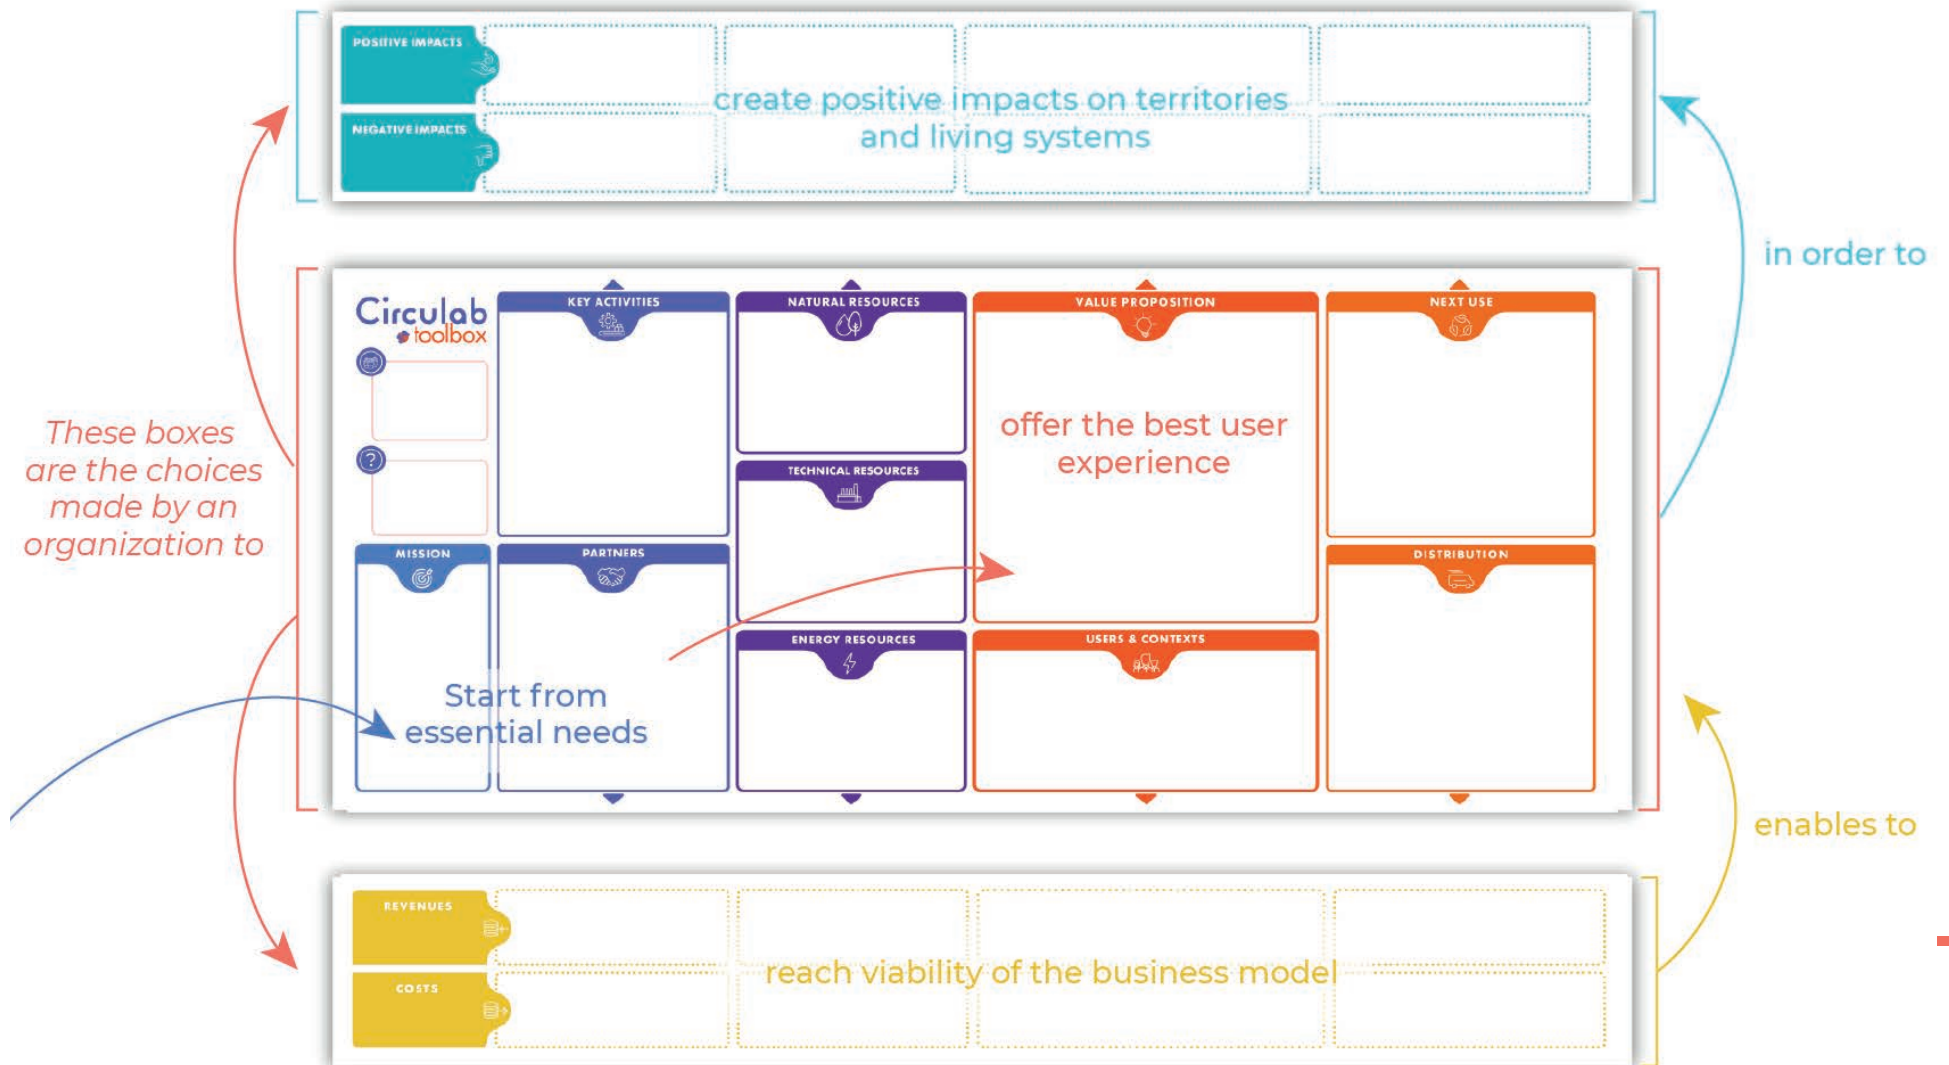 POSITIVE IMPACTS
create positive impacts on territories
and living systems
NEGATIVE IMPACTS
in order to
Circulab
toolbox
KEY ACTIVITIES
NATURAL RESOURCES
VALUE PROPOSITION
NEXT USE
These boxes
are the choices
made by an
organization to
?
offer the best user
experience
TECHNICAL RESOURCES
MISSION
PARTNERS
DISTRIBUTION
ENERGY RESOURCES
USERS & CONTEXTS
Start from
essential needs
enables to
REVENUES
reach viability of the business model
COSTS